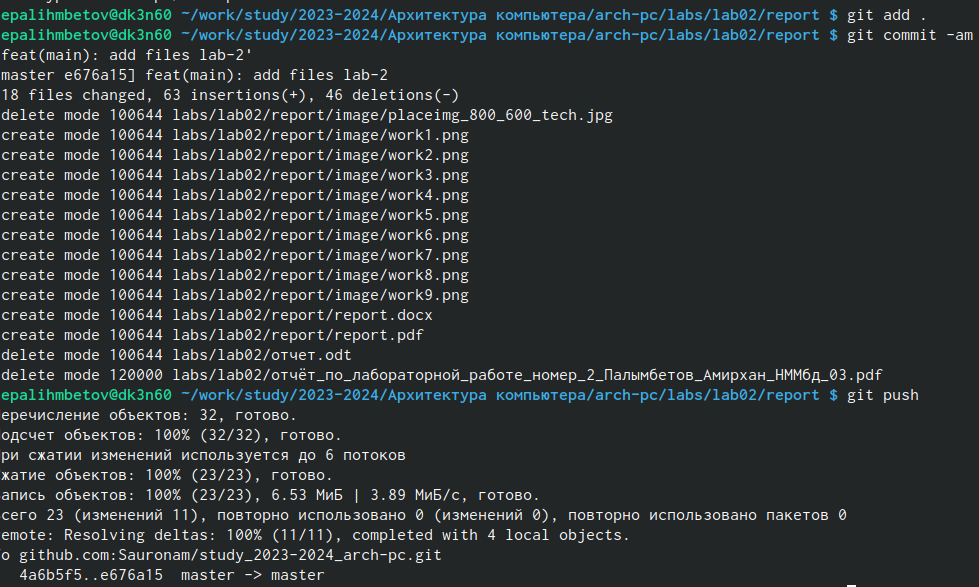 epalihmbetov@dk3n60 ~/work/study/2023-2024/Архитектура компьютера/arch-pc/labs/lab02/report $ git add .
epalihmbetov@dk3n60 ~/work/study/2023-2024/Архитектура компьютера/arch-pc/labs/lab02/report $ git commit -am
feat(main): add files lab-2'
master e676a15] feat(main): add files lab-2
18 files changed, 63 insertions(+), 46 deletions(-)
delete mode 100644 labs/lab02/report/image/placeimg_800_600_tech.jpg
create mode 100644 labs/lab02/report/image/work1.png
create mode 100644 labs/lab02/report/image/work2.png
create mode 100644 labs/lab02/report/image/work3.png
create mode 100644 labs/lab02/report/image/work4.png
create mode 100644 labs/lab02/report/image/work5.png
create mode 100644 labs/lab02/report/image/work6.png
create mode 100644 labs/lab02/report/image/work7.png
create mode 100644 labs/lab02/report/image/work8.png
create mode 100644 labs/lab02/report/image/work9.png
create mode 100644 labs/lab02/report/report.docx
create mode 100644 labs/lab02/report/report.pdf
delete mode 100644 labs/lab02/отчет.odt
delete mode 120000 labs/lab02/отчёт_по_лабораторной_работе_номер_2_Палымбетов_Амирхан_НММбд_03.pdf
epalihmbetov@dk3n60 ~/work/study/2023-2024/Архитектура компьютера/arch-pc/labs/lab02/report $ git push
еречисление объектов: 32, готово.
одсчет объектов: 100% (32/32), готово.
ри сжатии изменений используется до 6 потоков
жатие объектов: 100% (23/23), готово.
апись объектов: 100% (23/23), 6.53 МиБ | 3.89 МиБ/с, готово.
сего 23 (изменений 11), повторно использовано 0 (изменений 0), повторно использовано пакетов 0
emote: Resolving deltas: 100% (11/11), completed with 4 local objects.
o github.com:Sauronam/study_2023-2024_arch-pc.git
4a6b5f5..e676a15 master -> master